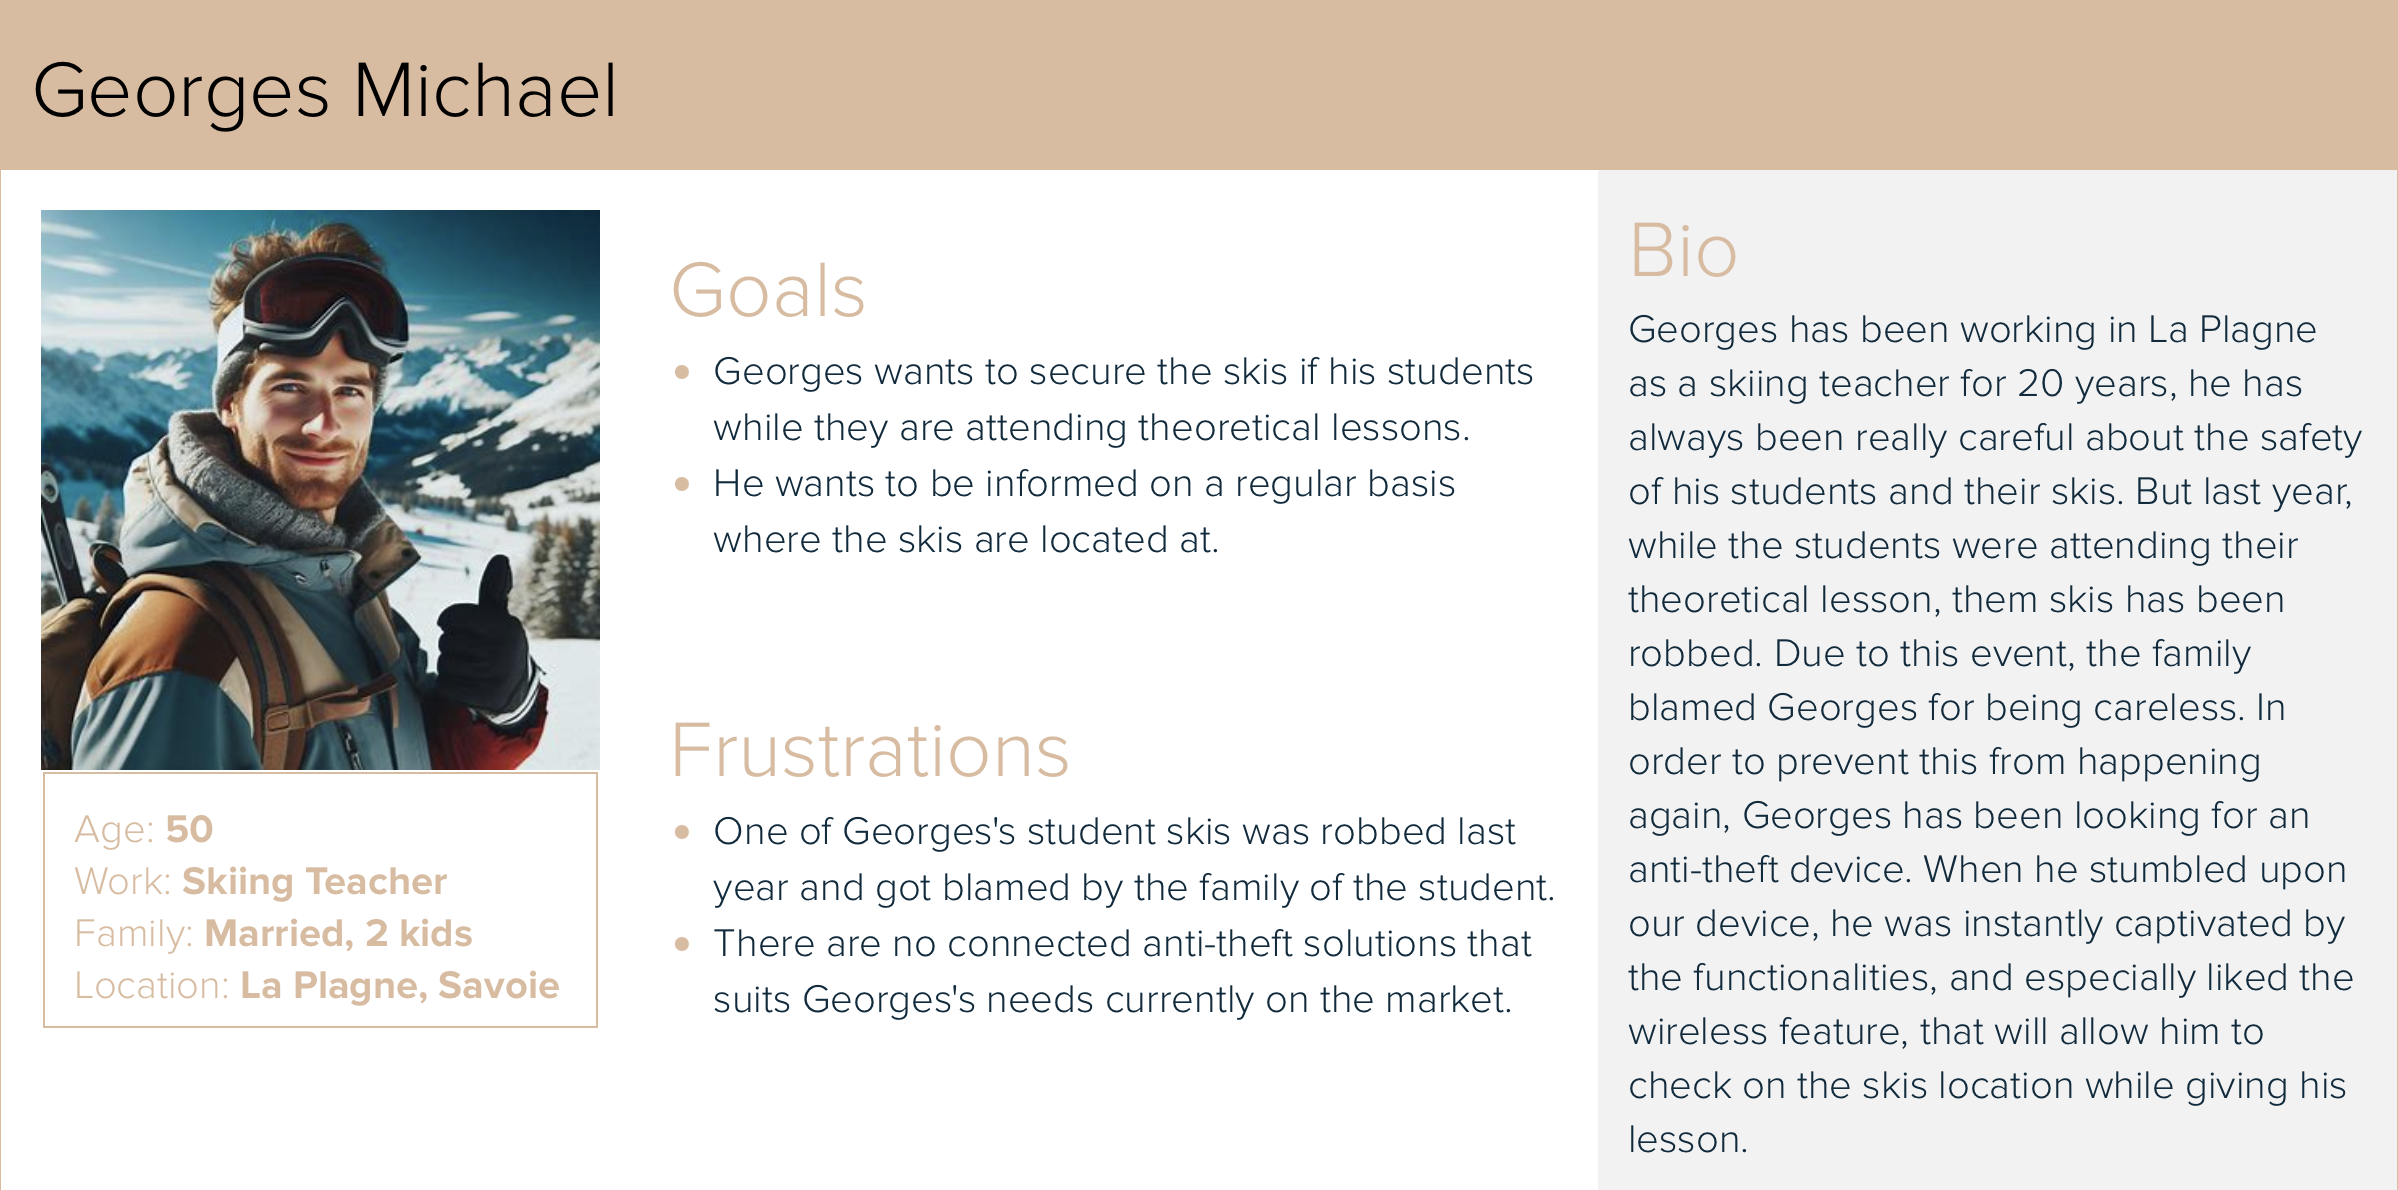 Georges Michael
Age: 50
Work: Skiing Teacher
Family: Married, 2 kids
Location: La Plagne, Savoie
Goals
Georges wants to secure the skis if his students
while they are attending theoretical lessons.
He wants to be informed on a regular basis
where the skis are located at.
Frustrations
One of Georges's student skis was robbed last
year and got blamed by the family of the student.
There are no connected anti-theft solutions that
suits Georges's needs currently on the market.
Bio
Georges has been working in La Plagne
as a skiing teacher for 20 years, he has
always been really careful about the safety
of his students and their skis. But last year,
while the students were attending their
theoretical lesson, them skis has been
robbed. Due to this event, the family
blamed Georges for being careless. In
order to prevent this from happening
again, Georges has been looking for an
anti-theft device. When he stumbled upon
our device, he was instantly captivated by
the functionalities, and especially liked the
wireless feature, that will allow him to
check on the skis location while giving his
lesson.